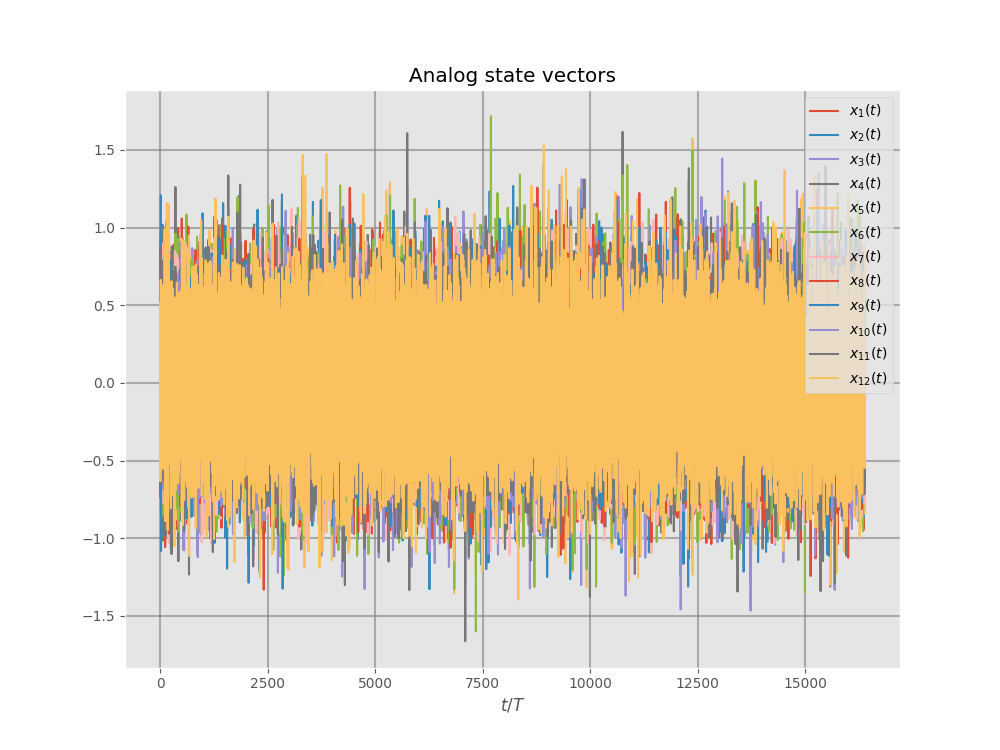 Analog state vectors
1.5
1.0
0.5
0.0
−0.5
−1.0
−1.5
0 2500 5000 7500 10000 12500 15000
t/T
x₁(t)
x₂(t)
x₃(t)
x₄(t)
x₅(t)
x₆(t)
x₇(t)
x₈(t)
x₉(t)
x₁₀(t)
x₁₁(t)
x₁₂(t)